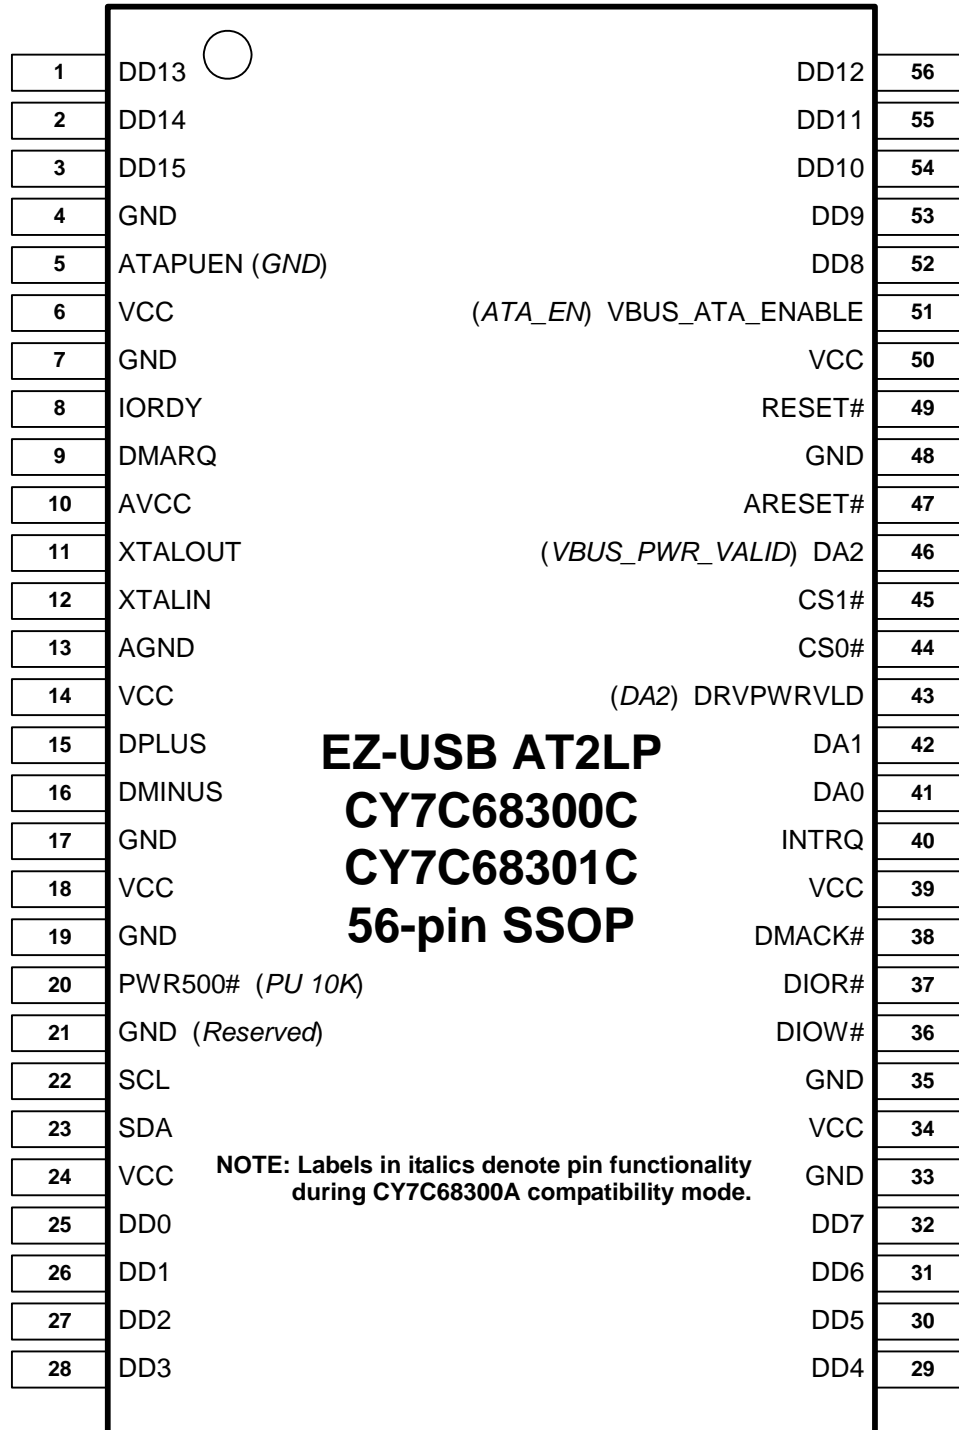 1 DD13 DD12 56
2 DD14 DD11 55
3 DD15 DD10 54
4 GND DD9 53
5 ATAPUEN (GND) DD8 52
6 VCC (ATA_EN) VBUS_ATA_ENABLE 51
7 GND VCC 50
8 IORDY RESET# 49
9 DMARQ GND 48
10 AVCC ARESET# 47
11 XTALOUT (VBUS_PWR_VALID) DA2 46
12 XTALIN CS1# 45
13 AGND CS0# 44
14 VCC (DA2) DRVPWRVLD 43
15 DPLUS DA1 42
16 DMINUS DA0 41
17 GND INTRQ 40
18 VCC VCC 39
19 GND DMACK# 38
20 PWR500# (PU 10K) DIOR# 37
21 GND (Reserved) DIOW# 36
22 SCL GND 35
23 SDA VCC 34
24 VCC GND 33
25 DD0 DD7 32
26 DD1 DD6 31
27 DD2 DD5 30
28 DD3 DD4 29
EZ-USB AT2LP
CY7C68300C
CY7C68301C
56-pin SSOP
NOTE: Labels in italics denote pin functionality
during CY7C68300A compatibility mode.